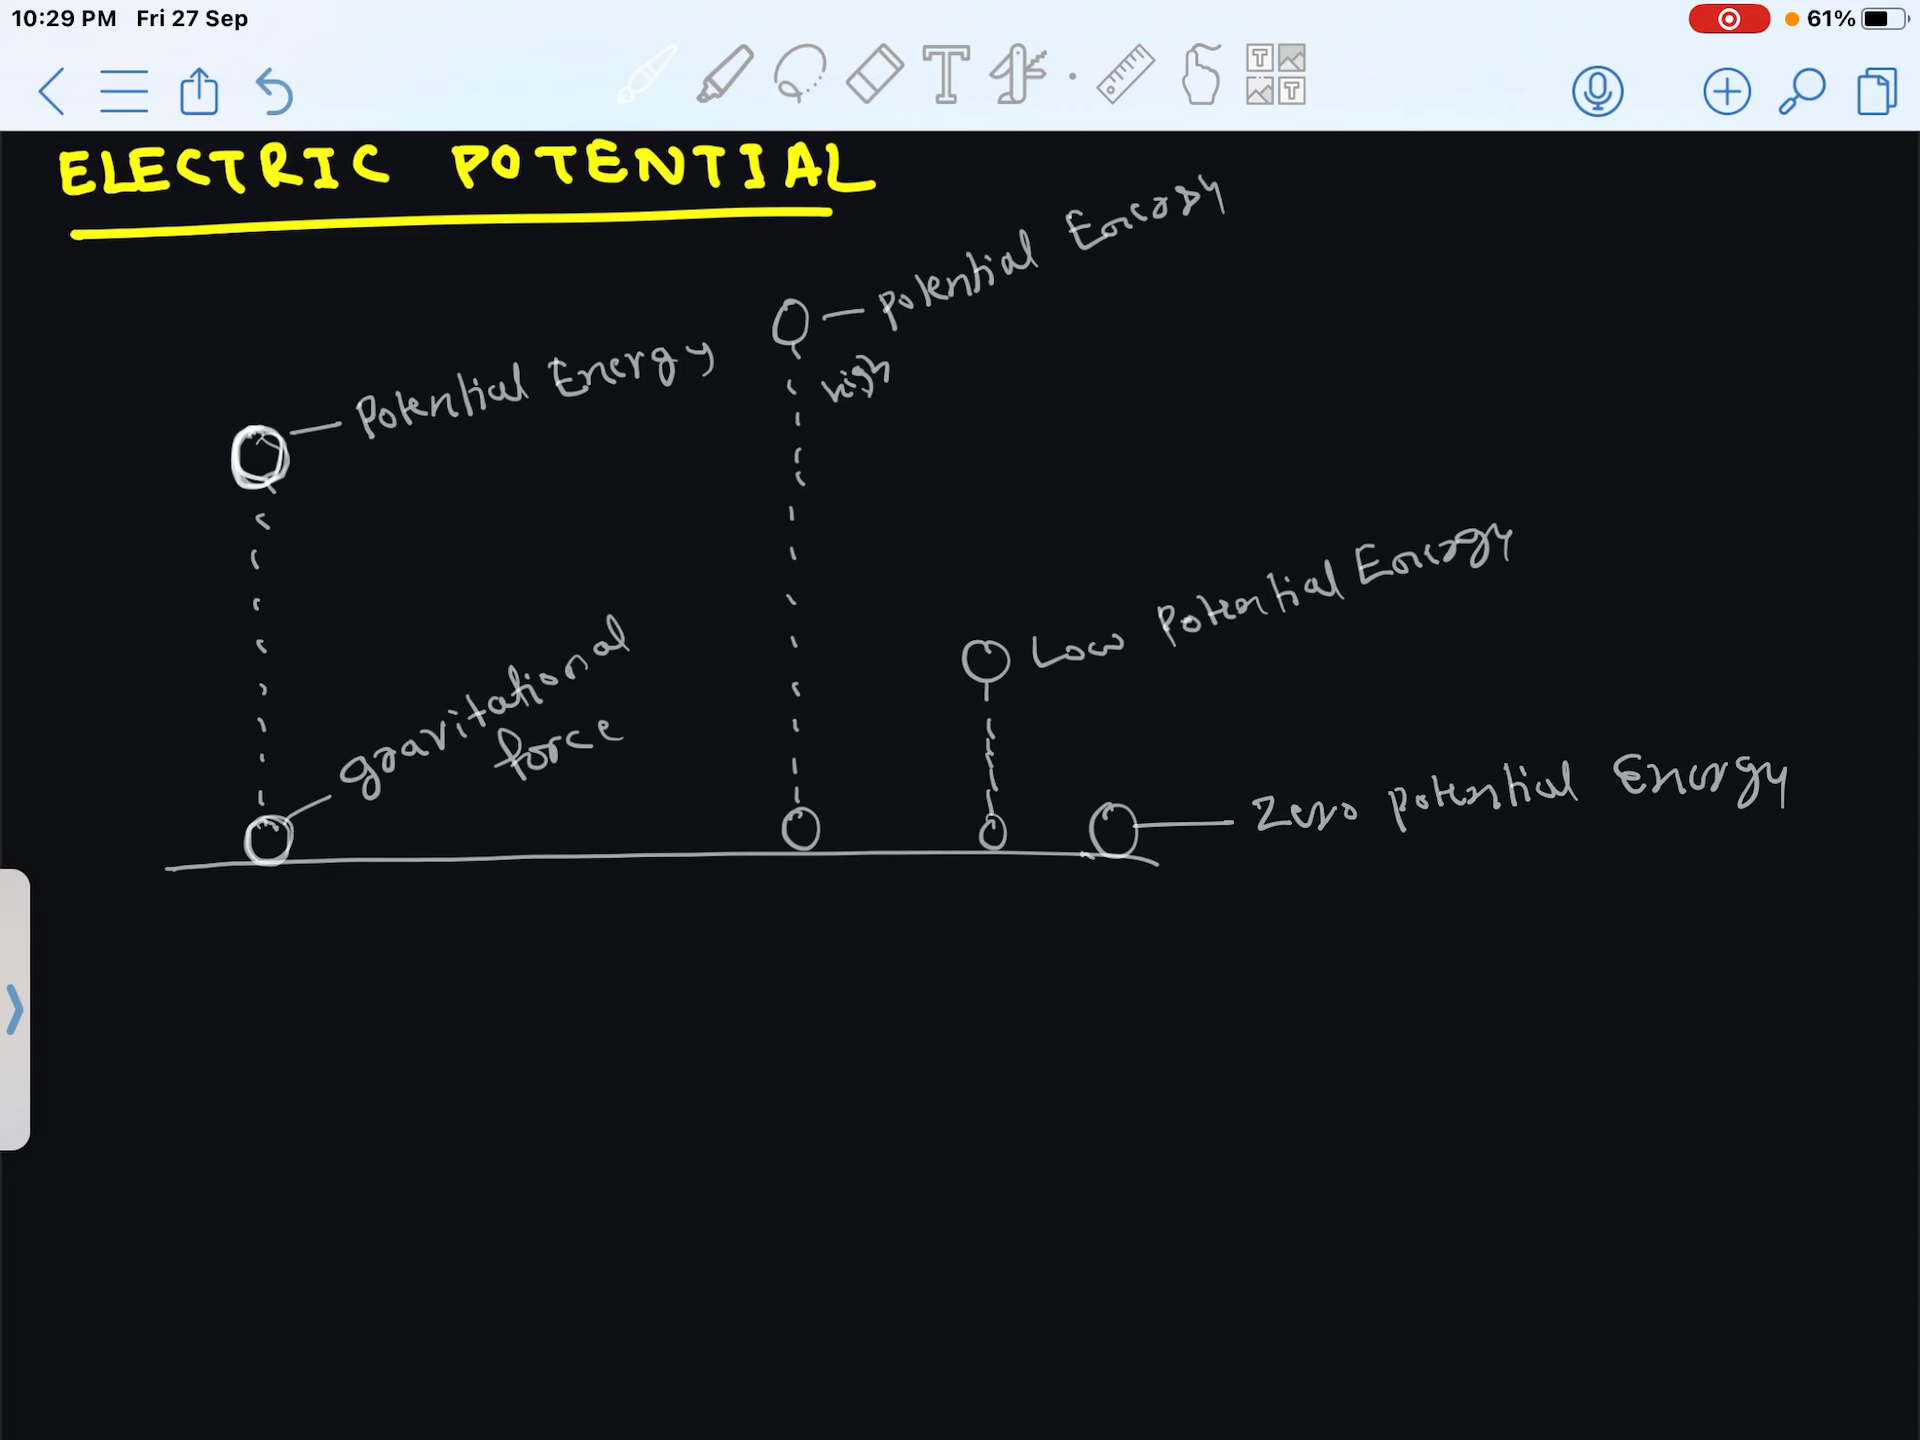 10:29 PM Fri 27 Sep
61%
ELECTRIC POTENTIAL
Potential Energy
potential Energy
high
gravitational
force
Low Potential Energy
Zero potential Energy